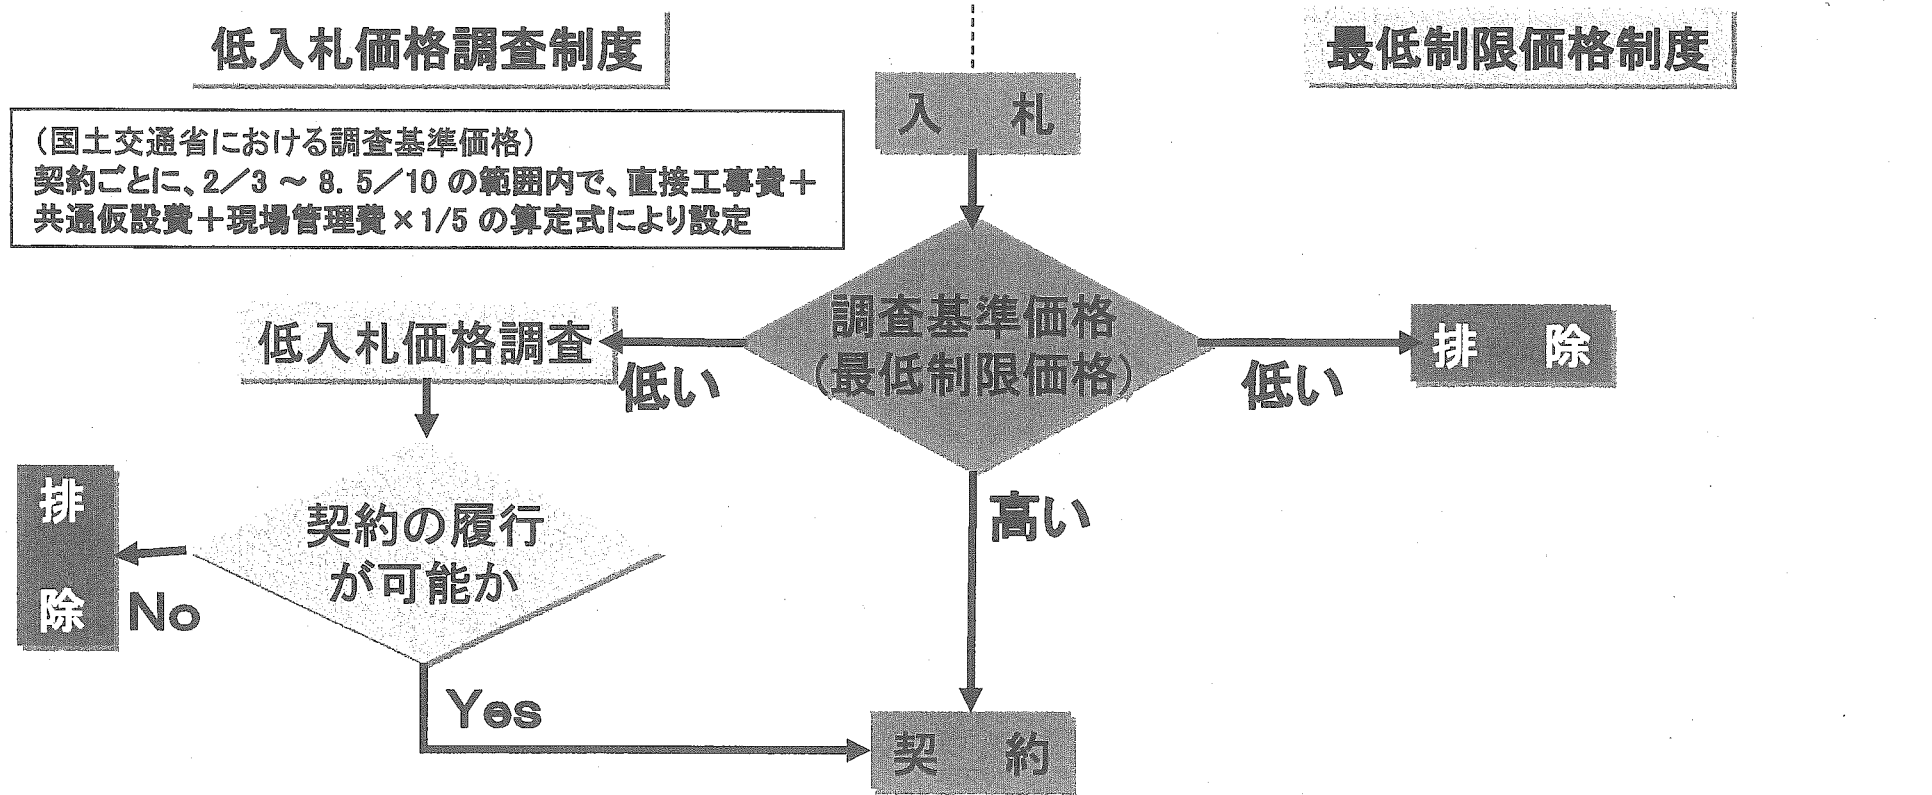 低入札価格調査制度
最低制限価格制度
入 札
(国土交通省における調査基準価格)
契約ごとに、2/3 ~ 8. 5/10 の範囲内で、直接工事費+
共通仮設費+現場管理費×1/5 の算定式により設定
調査基準価格
(最低制限価格)
低入札価格調査
低い
低い
排 除
高い
契約の履行
が可能か
排
除
No
Yes
契 約